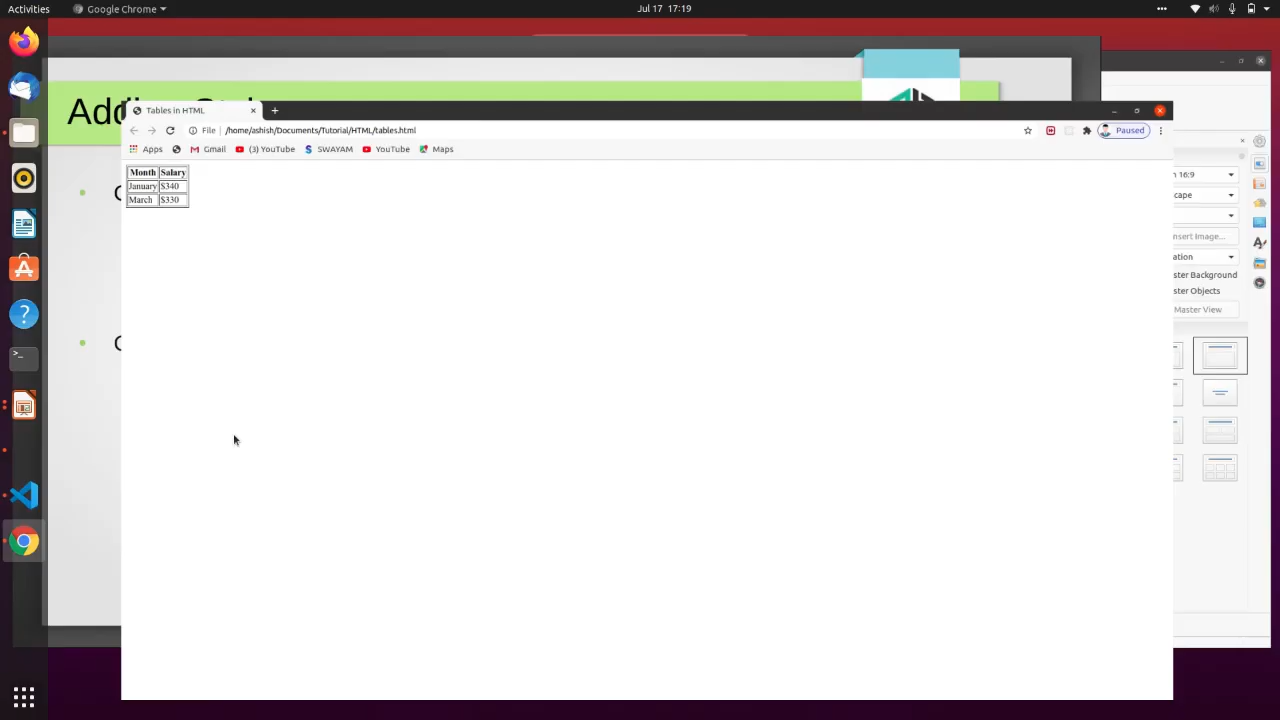 Activities
Google Chrome
Jul 17 17:19
Tables in HTML
File
/home/ashish/Documents/Tutorial/HTML/tables.html
Paused
Apps
Gmail
(3) YouTube
SWAYAM
YouTube
Maps
Month Salary
January $340
March $330
16:9
nsert Image...
ster Background
ster Objects
Master View